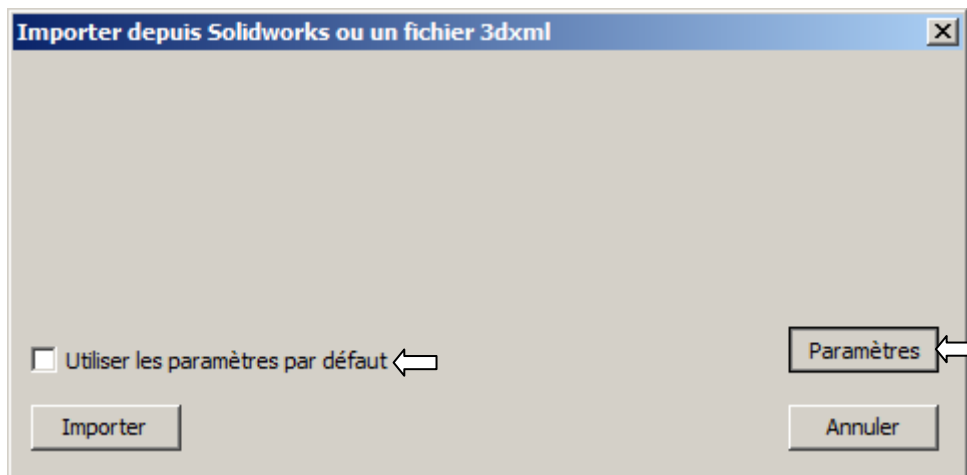 Importer depuis Solidworks ou un fichier 3dxml
Utiliser les paramètres par défaut
Paramètres
Importer
Annuler